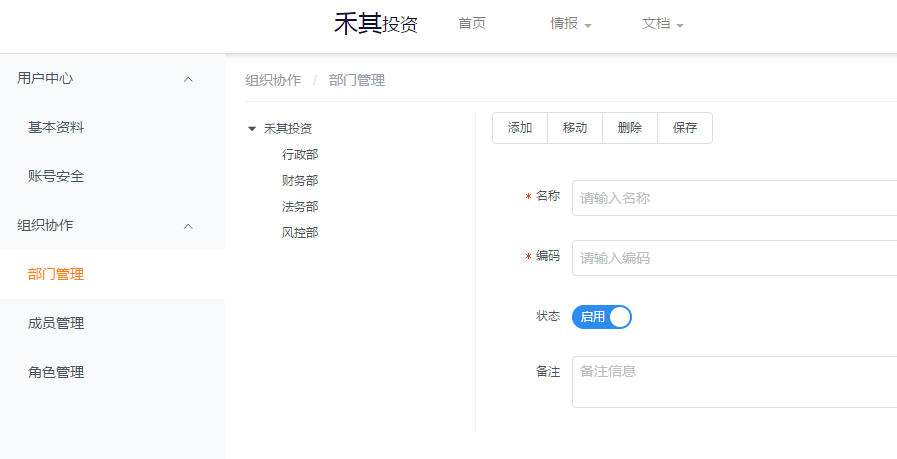 禾其投资 首页 情报 文档
用户中心
基本资料
账号安全
组织协作
部门管理
成员管理
角色管理
组织协作 / 部门管理
禾其投资
行政部
财务部
法务部
风控部
添加 移动 删除 保存
* 名称 请输入名称
* 编码 请输入编码
状态 启用
备注 备注信息